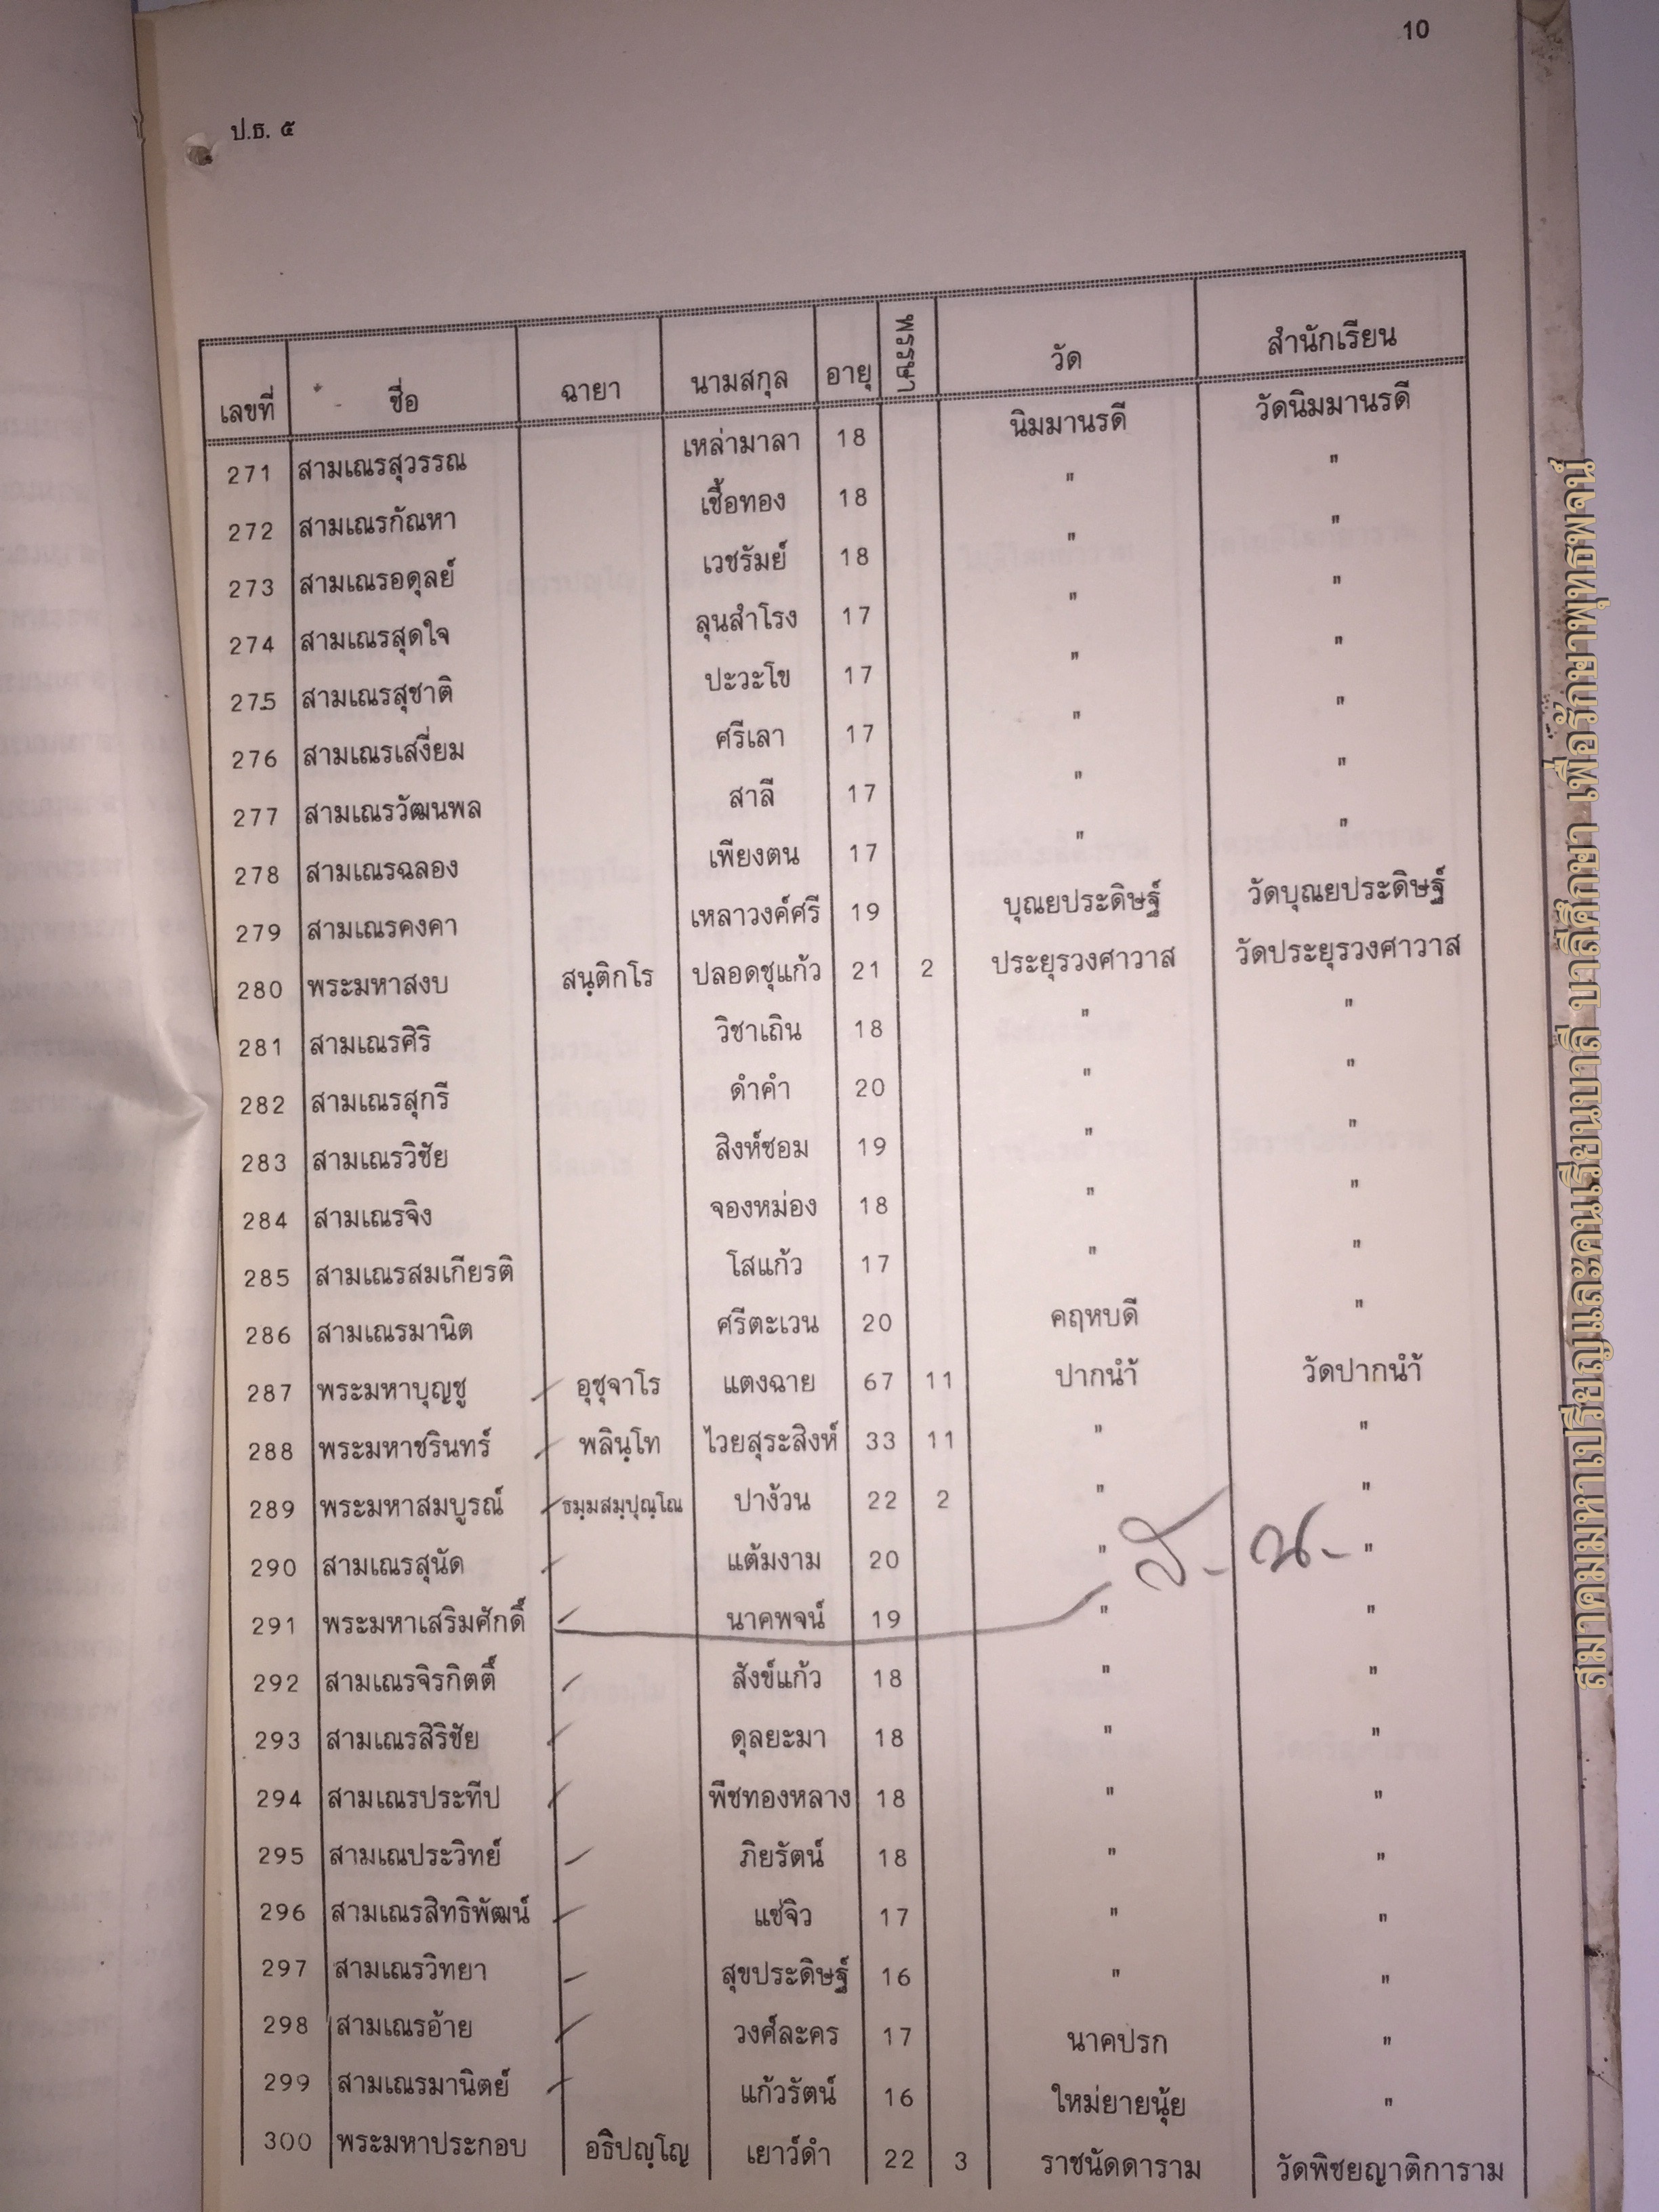 10
ป.ธ. ๕
เลขที่ ชื่อ ฉายา นามสกุล อายุ พรรษา วัด สำนักเรียน
271 สามเณรสุวรรณ เหล่ามาลา 18 นิมมานรดี วัดนิมมานรดี
272 สามเณรกัณหา เชื้อทอง 18 " "
273 สามเณรอดุลย์ เวชรัมย์ 18 " "
274 สามเณรสุดใจ ลุนสำโรง 17 " "
275 สามเณรสุชาติ ปะวะโข 17 " "
276 สามเณรเสงี่ยม ศรีเลา 17 " "
277 สามเณรวัฒนพล สาลี 17 " "
278 สามเณรฉลอง เพียงตน 17 " "
279 สามเณรคงคา เหลาวงค์ศรี 19 บุณยประดิษฐ์ วัดบุณยประดิษฐ์
280 พระมหาสงบ สนฺติกโร ปลอดชูแก้ว 21 2 ประยุรวงศาวาส วัดประยุรวงศาวาส
281 สามเณรศิริ วิชาเถิน 18 " "
282 สามเณรสุกรี ดำคำ 20 " "
283 สามเณรวิชัย สิงห์ซอม 19 " "
284 สามเณรจิง จองหม่อง 18 " "
285 สามเณรสมเกียรติ โสแก้ว 17 " "
286 สามเณรมานิต ศรีตะเวน 20 คฤหบดี "
287 พระมหาบุญชู อุชุจาโร แตงฉาย 67 11 ปากน้ำ วัดปากน้ำ
288 พระมหาชรินทร์ พลินฺโท ไวยสุระสิงห์ 33 11 " "
289 พระมหาสมบูรณ์ ธมฺมสมฺปุณฺโณ ปาง้วน 22 2 " "
290 สามเณรสุนัด แต้มงาม 20 " "
291 พระมหาเสริมศักดิ์ นาคพจน์ 19 " "
292 สามเณรจิรกิตติ์ สังข์แก้ว 18 " "
293 สามเณรสิริชัย ดุลยะมา 18 " "
294 สามเณรประทีป พืชทองหลาง 18 " "
295 สามเณประวิทย์ ภิยรัตน์ 18 " "
296 สามเณรสิทธิพัฒน์ แซ่จิว 17 " "
297 สามเณรวิทยา สุขประดิษฐ์ 16 " "
298 สามเณรอ้าย วงศ์ละคร 17 นาคปรก "
299 สามเณรมานิตย์ แก้วรัตน์ 16 ใหม่ยายนุ้ย "
300 พระมหาประกอบ อธิปญฺโญ เยาว์ดำ 22 3 ราชนัดดาราม วัดพิชยญาติการาม
ส. น.
สมาคมมหาเปรียญและคนเรียนบาลี บาลีศึกษา เพื่อรักษาพุทธพจน์